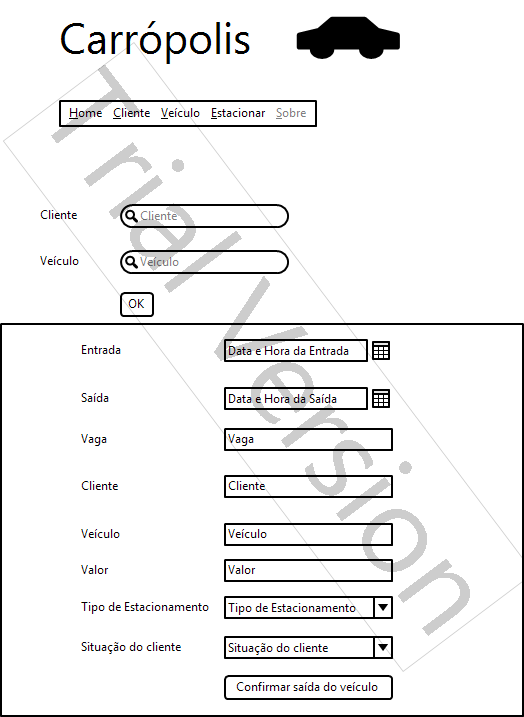 Carrópolis
Home Cliente Veículo Estacionar Sobre
Cliente Cliente
Veículo Veículo
OK
Entrada Data e Hora da Entrada
Saída Data e Hora da Saída
Vaga Vaga
Cliente Cliente
Veículo Veículo
Valor Valor
Tipo de Estacionamento Tipo de Estacionamento
Situação do cliente Situação do cliente
Confirmar saída do veículo
Trial Version